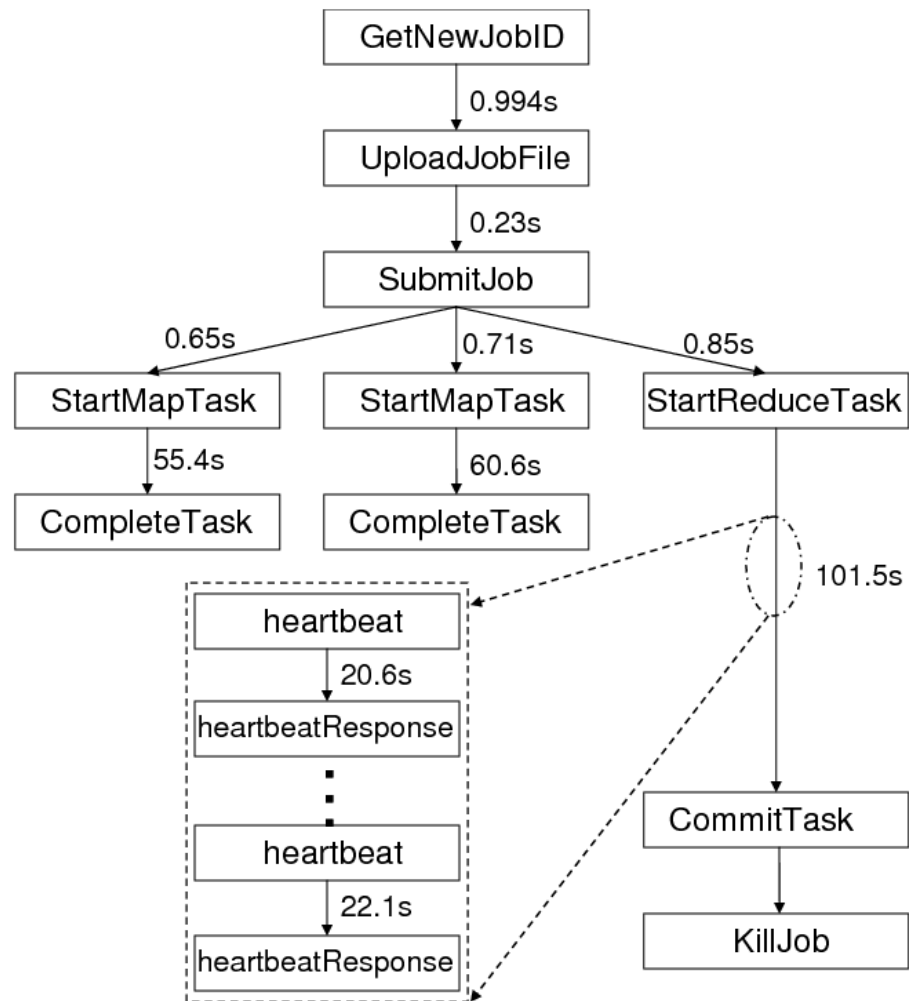 GetNewJobID
0.994s
UploadJobFile
0.23s
SubmitJob
0.65s
0.71s
0.85s
StartMapTask
StartMapTask
StartReduceTask
55.4s
60.6s
CompleteTask
CompleteTask
101.5s
heartbeat
20.6s
heartbeatResponse
heartbeat
22.1s
heartbeatResponse
CommitTask
KillJob